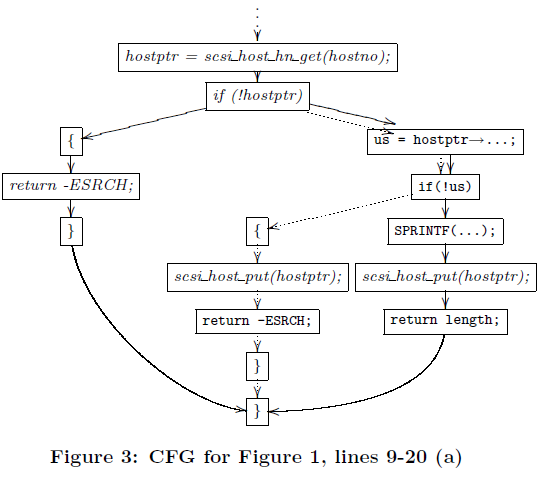 hostptr = scsi_host_hn_get(hostno);
if (!hostptr)
{
us = hostptr→...;
return -ESRCH;
if(!us)
}
{
SPRINTF(...);
scsi_host_put(hostptr);
scsi_host_put(hostptr);
return -ESRCH;
return length;
}
}
Figure 3: CFG for Figure 1, lines 9-20 (a)